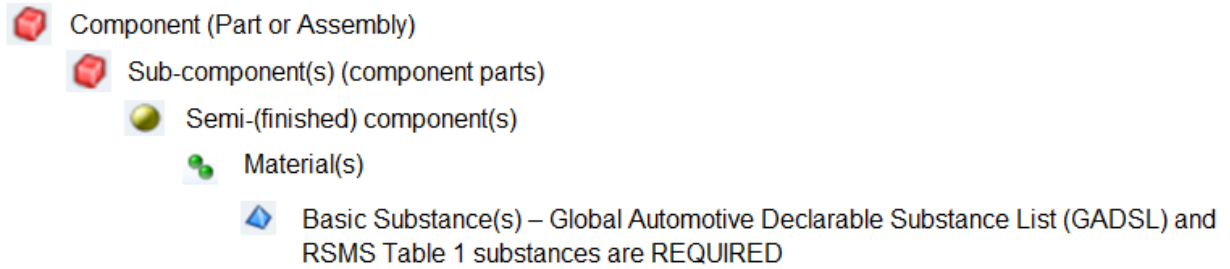 Component (Part or Assembly)
Sub-component(s) (component parts)
Semi-(finished) component(s)
Material(s)
Basic Substance(s) – Global Automotive Declarable Substance List (GADSL) and
RSMS Table 1 substances are REQUIRED